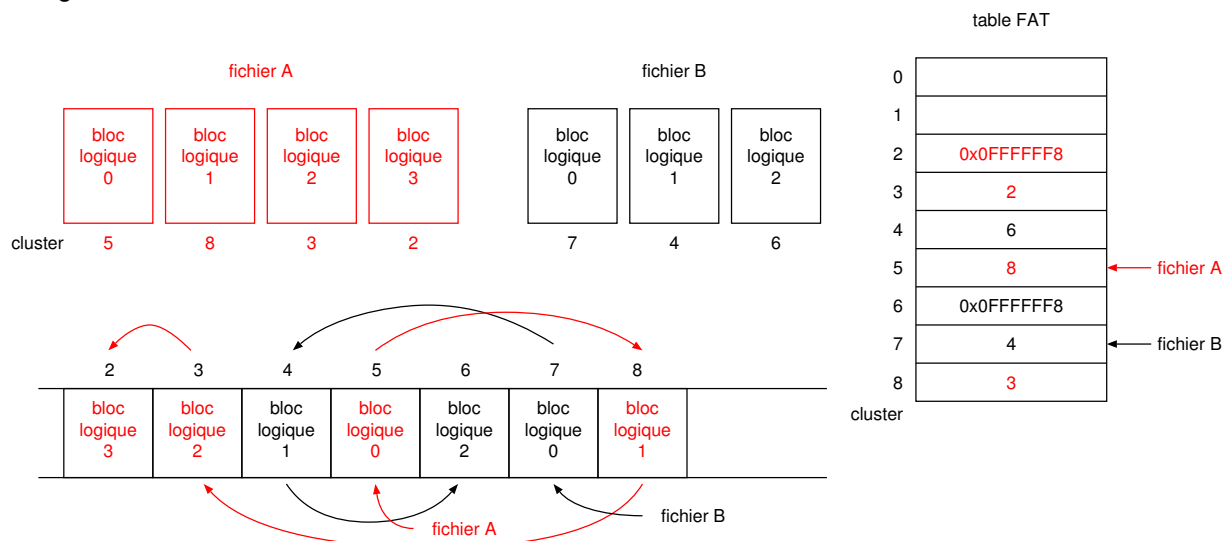 table FAT
fichier A
fichier B
bloc logique 0
bloc logique 1
bloc logique 2
bloc logique 3
bloc logique 0
bloc logique 1
bloc logique 2
cluster 5 8 3 2
7 4 6
0
1
2 0x0FFFFFF8
3 2
4 6
5 8 fichier A
6 0x0FFFFFF8
7 4 fichier B
8 3
cluster
2 3 4 5 6 7 8
bloc logique 3
bloc logique 2
bloc logique 1
bloc logique 0
bloc logique 2
bloc logique 0
bloc logique 1
fichier A
fichier B